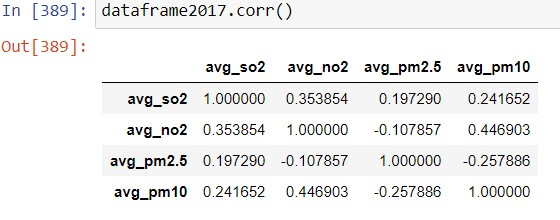 In [389]: dataframe2017.corr()
Out[389]:
avg_so2 avg_no2 avg_pm2.5 avg_pm10
avg_so2 1.000000 0.353854 0.197290 0.241652
avg_no2 0.353854 1.000000 -0.107857 0.446903
avg_pm2.5 0.197290 -0.107857 1.000000 -0.257886
avg_pm10 0.241652 0.446903 -0.257886 1.000000